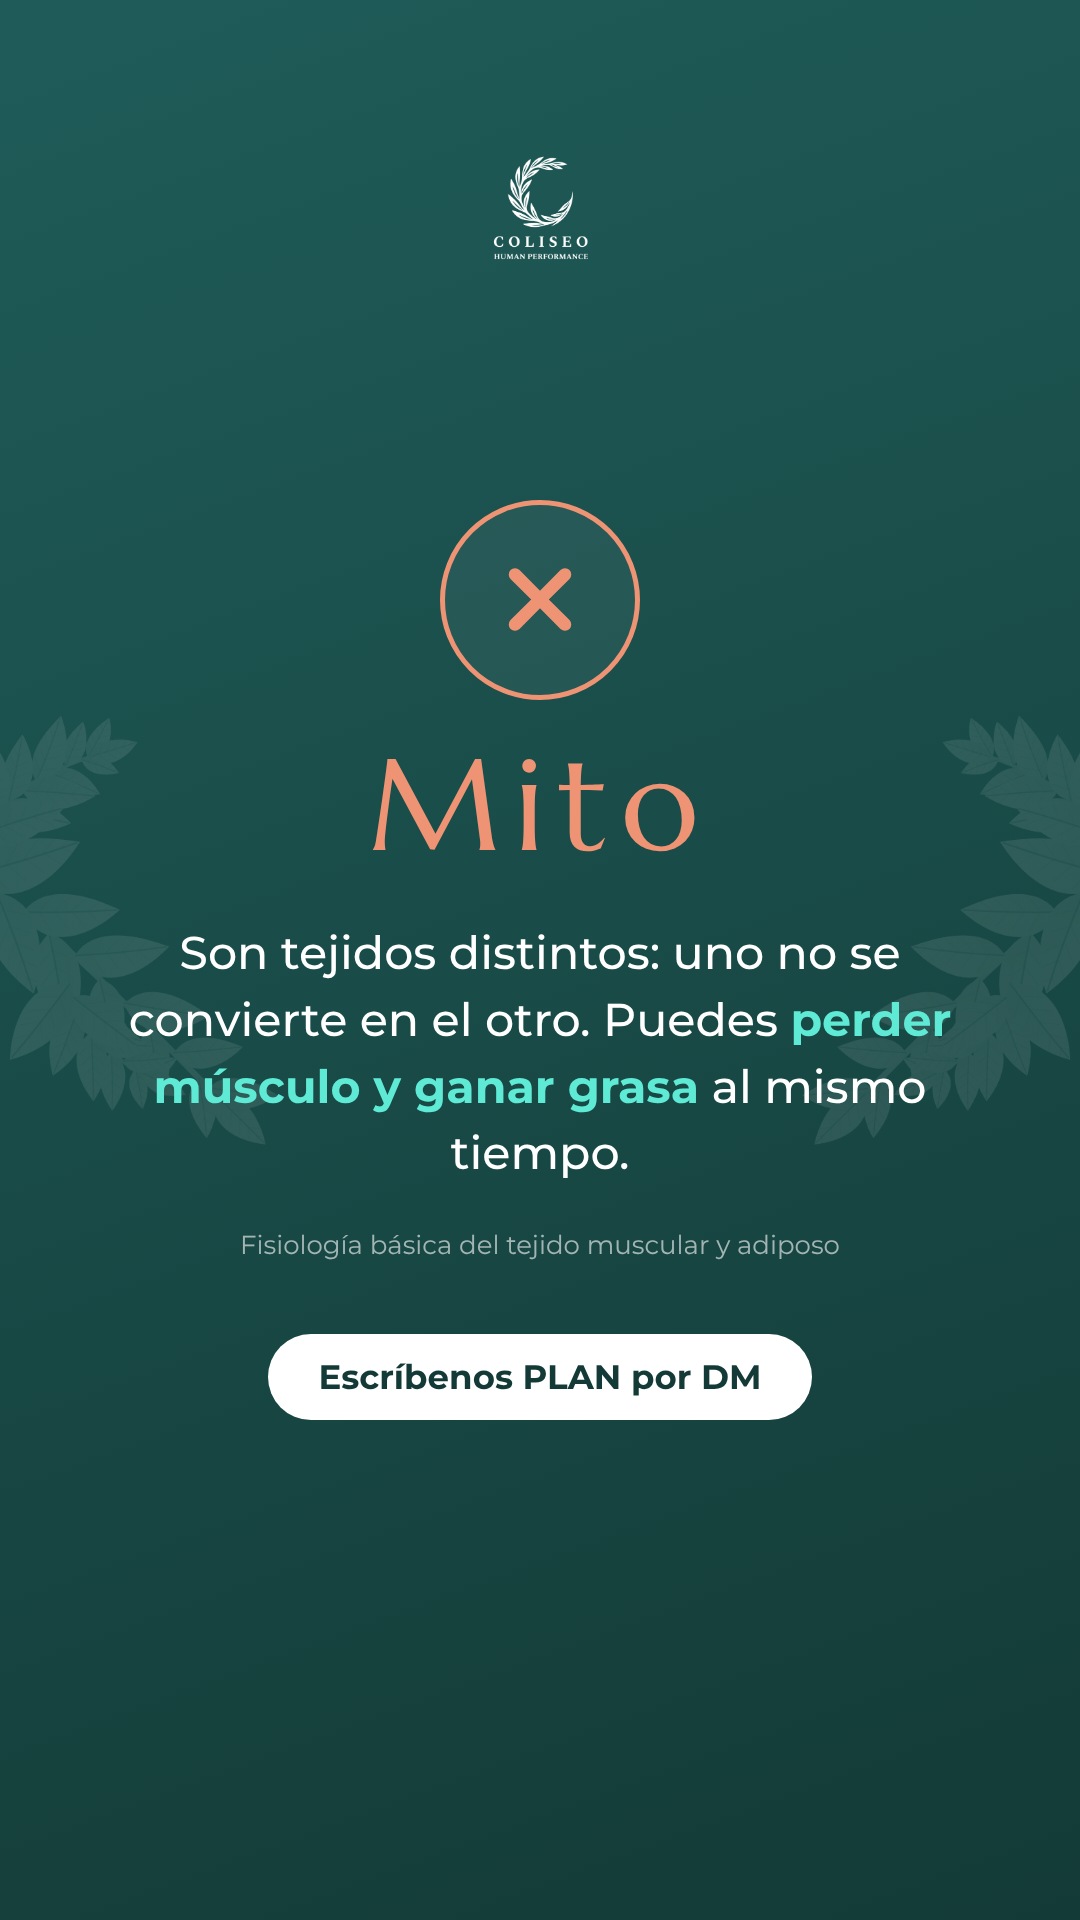 COLISEO
HUMAN PERFORMANCE
Mito
Son tejidos distintos: uno no se
convierte en el otro. Puedes perder
músculo y ganar grasa al mismo
tiempo.
Fisiología básica del tejido muscular y adiposo
Escríbenos PLAN por DM